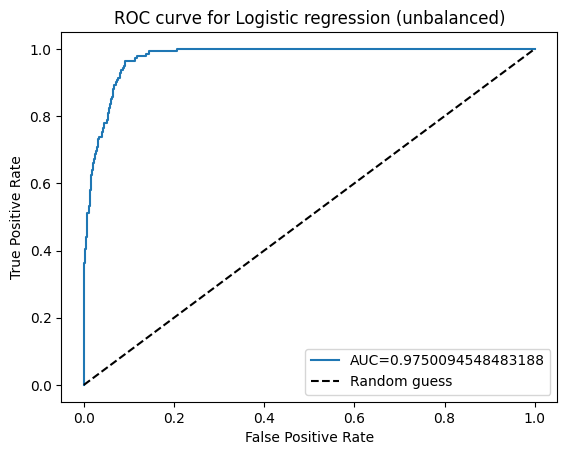 ROC curve for Logistic regression (unbalanced)
True Positive Rate
1.0
0.8
0.6
0.4
0.2
0.0
0.0 0.2 0.4 0.6 0.8 1.0
False Positive Rate
AUC=0.9750094548483188
Random guess